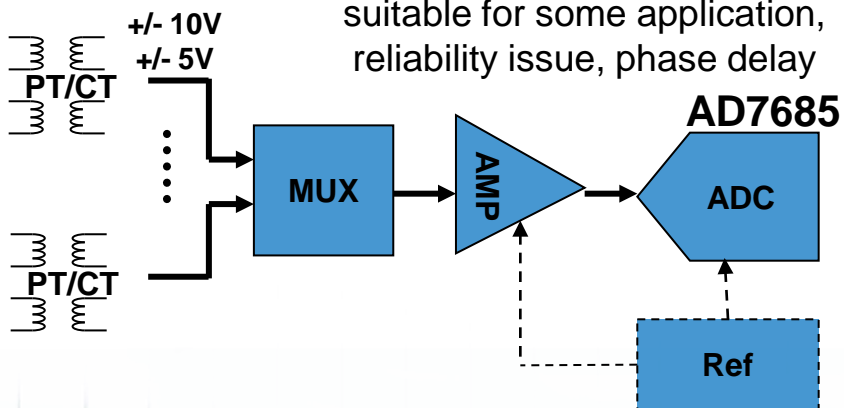 suitable for some application,
reliability issue, phase delay
+/- 10V
+/- 5V
PT/CT
AD7685
MUX
AMP
ADC
PT/CT
Ref